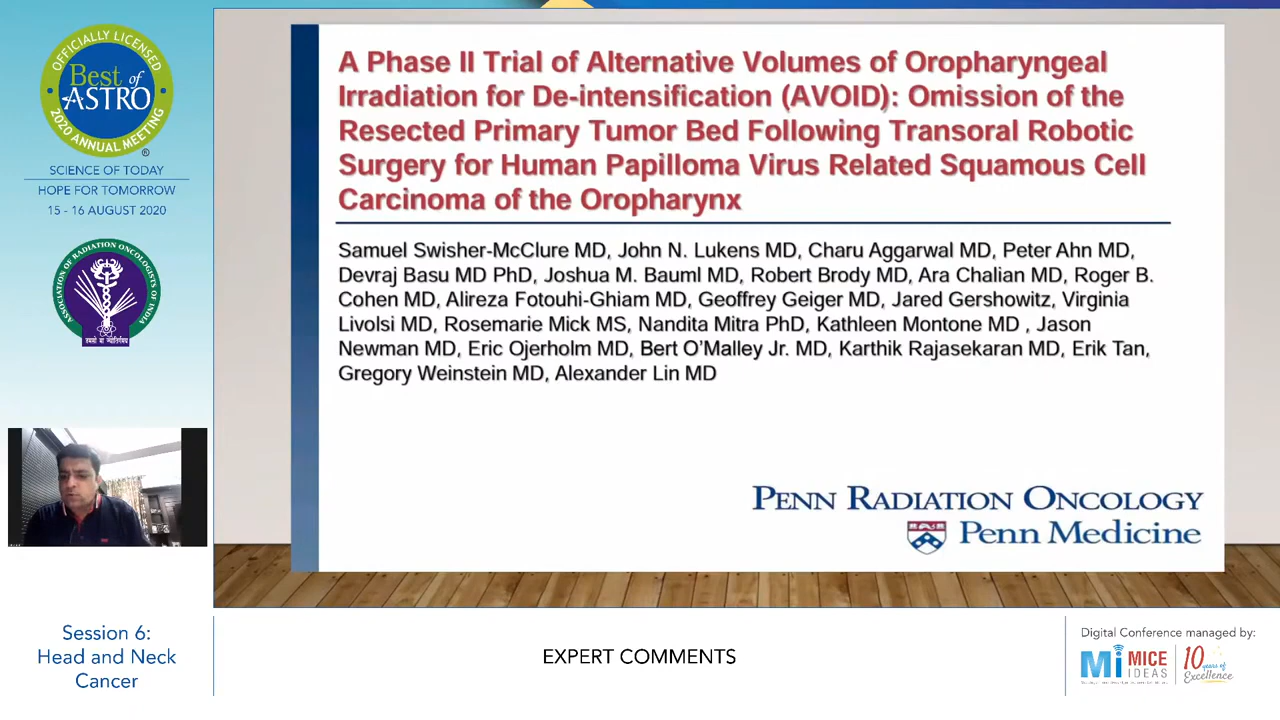 OFFICIALLY LICENSED
Best of
ASTRO
2020 ANNUAL MEETING
®
SCIENCE OF TODAY
HOPE FOR TOMORROW
15 - 16 AUGUST 2020
ASSOCIATION OF RADIATION ONCOLOGISTS OF INDIA
A Phase II Trial of Alternative Volumes of Oropharyngeal
Irradiation for De-intensification (AVOID): Omission of the
Resected Primary Tumor Bed Following Transoral Robotic
Surgery for Human Papilloma Virus Related Squamous Cell
Carcinoma of the Oropharynx
Samuel Swisher-McClure MD, John N. Lukens MD, Charu Aggarwal MD, Peter Ahn MD,
Devraj Basu MD PhD, Joshua M. Bauml MD, Robert Brody MD, Ara Chalian MD, Roger B.
Cohen MD, Alireza Fotouhi-Ghiam MD, Geoffrey Geiger MD, Jared Gershowitz, Virginia
Livolsi MD, Rosemarie Mick MS, Nandita Mitra PhD, Kathleen Montone MD , Jason
Newman MD, Eric Ojerholm MD, Bert O'Malley Jr. MD, Karthik Rajasekaran MD, Erik Tan,
Gregory Weinstein MD, Alexander Lin MD
PENN RADIATION ONCOLOGY
Penn Medicine
Session 6:
Head and Neck
Cancer
EXPERT COMMENTS
Digital Conference managed by:
Mi MICE
IDEAS
10 years of
Excellence